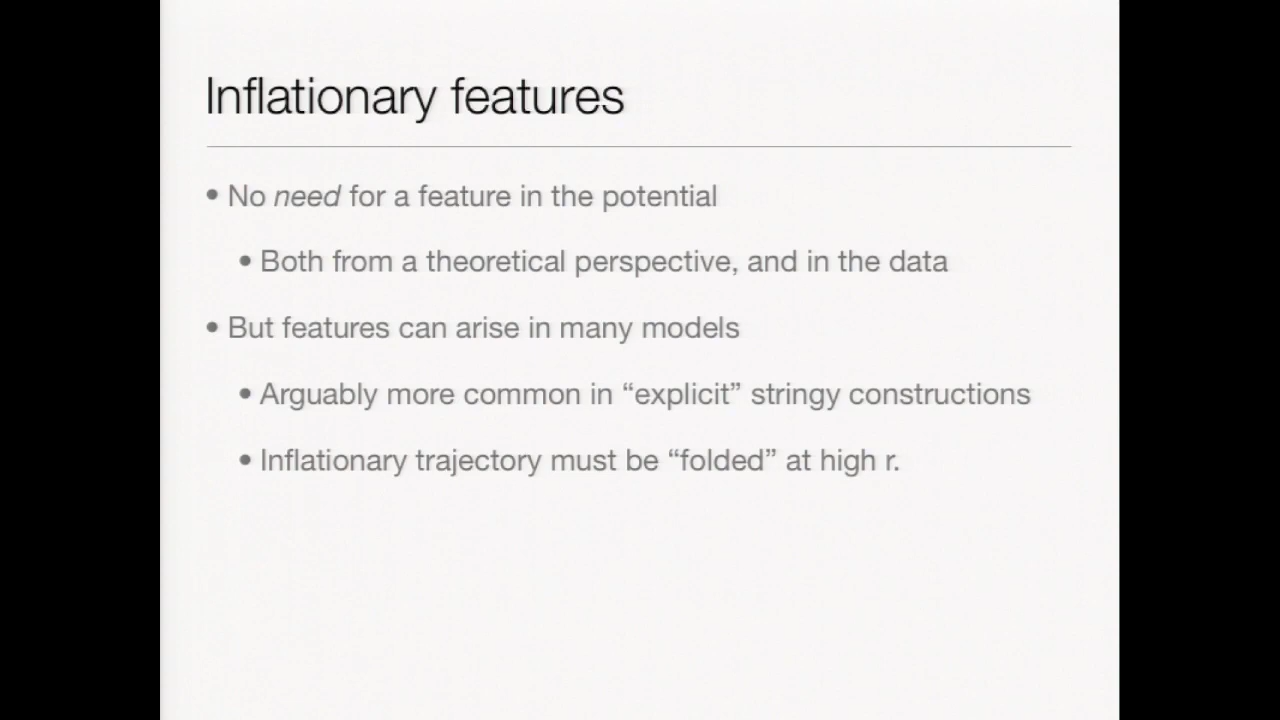 Inflationary features
• No need for a feature in the potential
• Both from a theoretical perspective, and in the data
• But features can arise in many models
• Arguably more common in “explicit” stringy constructions
• Inflationary trajectory must be “folded” at high r.